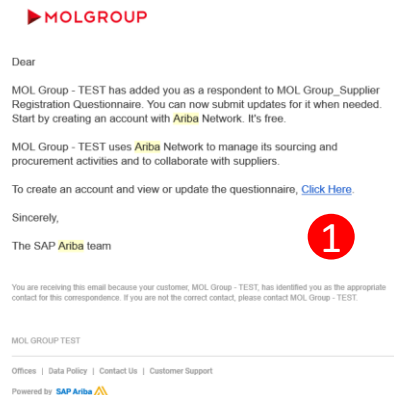 MOLGROUP
Dear
MOL Group - TEST has added you as a respondent to MOL Group_Supplier
Registration Questionnaire. You can now submit updates for it when needed.
Start by creating an account with Ariba Network. It's free.
MOL Group - TEST uses Ariba Network to manage its sourcing and
procurement activities and to collaborate with suppliers.
To create an account and view or update the questionnaire, Click Here.
Sincerely,
1
The SAP Ariba team
You are receiving this email because your customer, MOL Group - TEST, has identified you as the appropriate
contact for this correspondence. If you are not the correct contact, please contact MOL Group - TEST.
MOL GROUP TEST
Offices | Data Policy | Contact Us | Customer Support
Powered by SAP Ariba